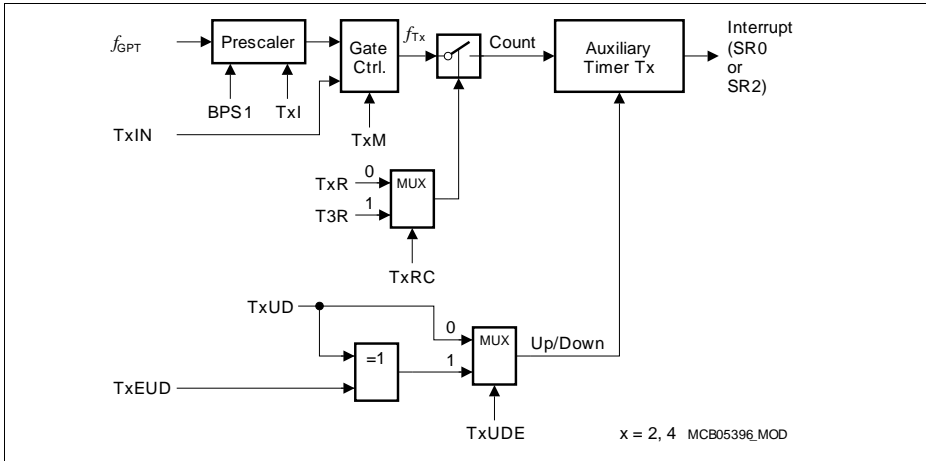 fGPT
Prescaler
BPS1
TxI
TxIN
Gate
Ctrl.
TxM
fTx
Count
Auxiliary
Timer Tx
Interrupt
(SR0
or
SR2)
TxR
0
T3R
1
MUX
TxRC
TxUD
TxEUD
=1
0
1
MUX
Up/Down
TxUDE
x = 2, 4 MCB05396_MOD